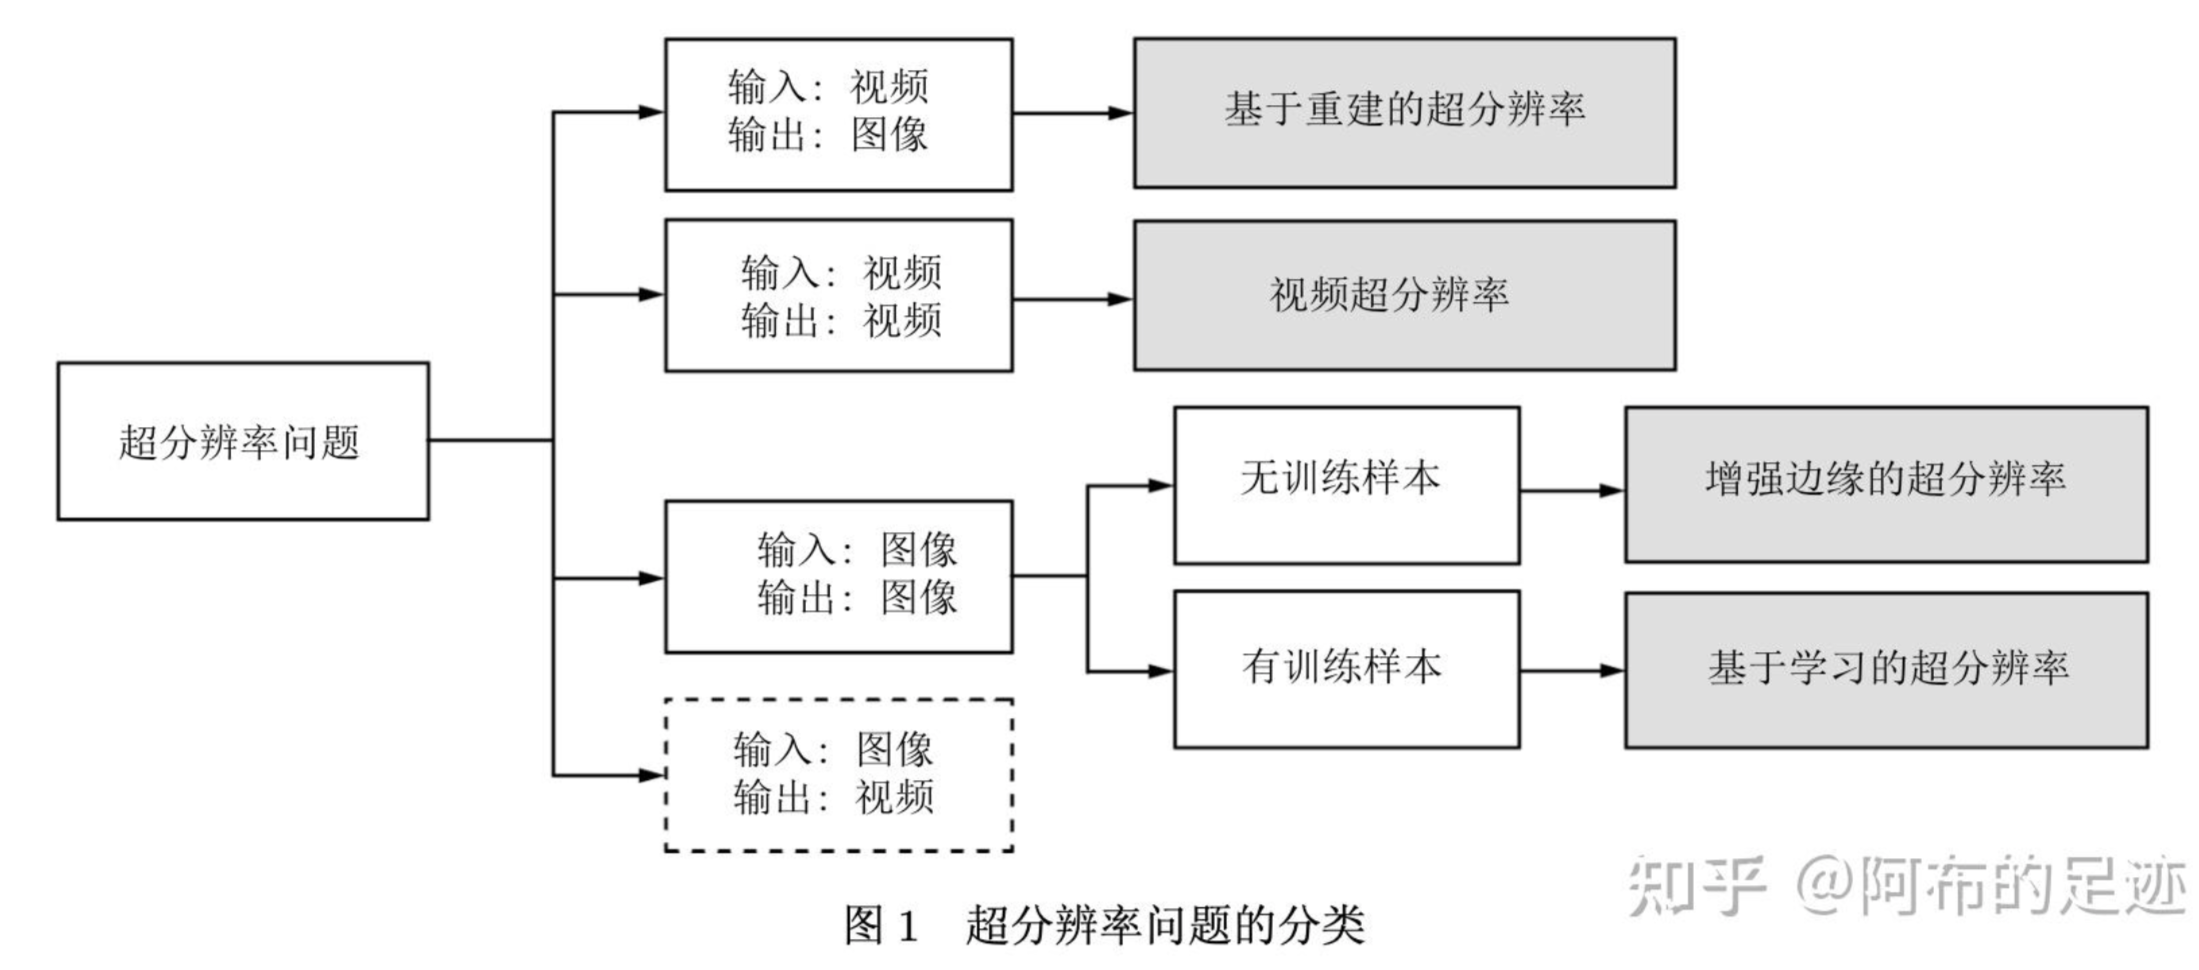 输入：视频
输出：图像
基于重建的超分辨率
输入：视频
输出：视频
视频超分辨率
超分辨率问题
输入：图像
输出：图像
无训练样本
增强边缘的超分辨率
有训练样本
基于学习的超分辨率
输入：图像
输出：视频
图 1 超分辨率问题的分类
知乎 @阿布的足迹